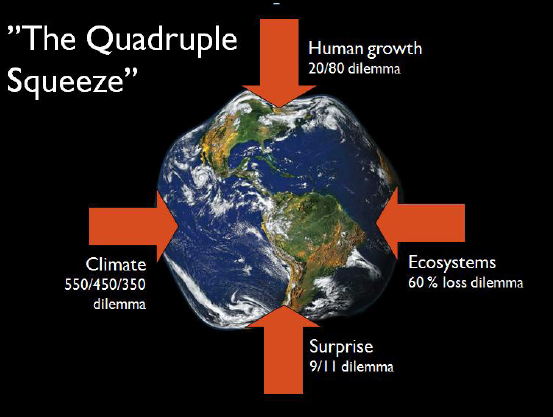 ”The Quadruple
Squeeze”
Human growth
20/80 dilemma
Climate
550/450/350
dilemma
Ecosystems
60 % loss dilemma
Surprise
9/11 dilemma